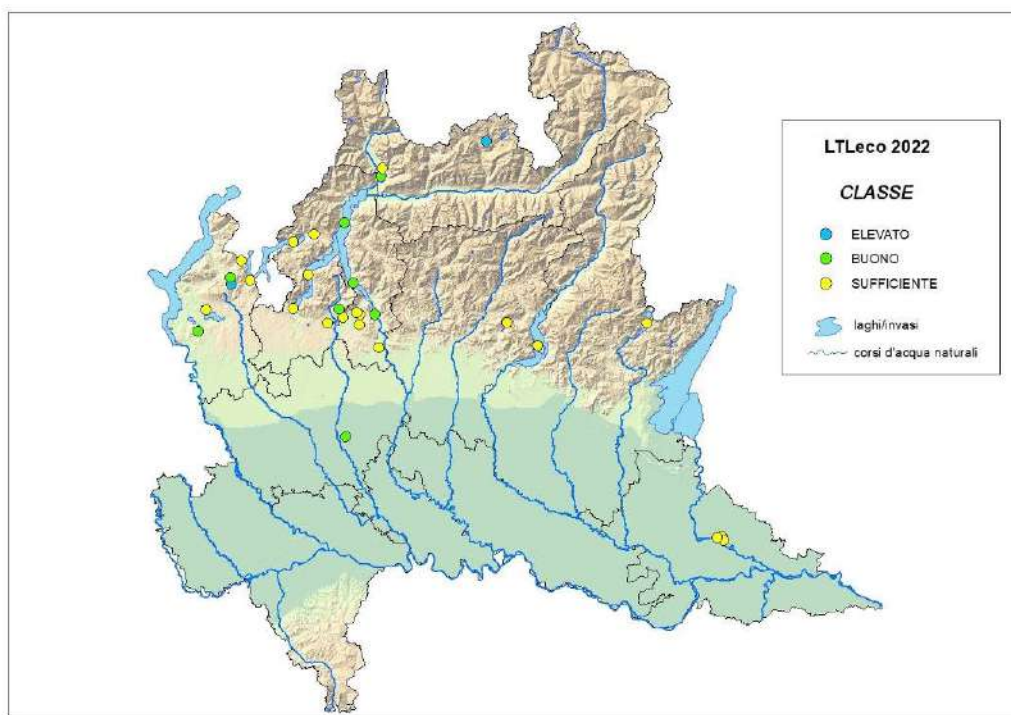 LTLeco 2022
CLASSE
ELEVATO
BUONO
SUFFICIENTE
laghi/invasi
corsi d'acqua naturali